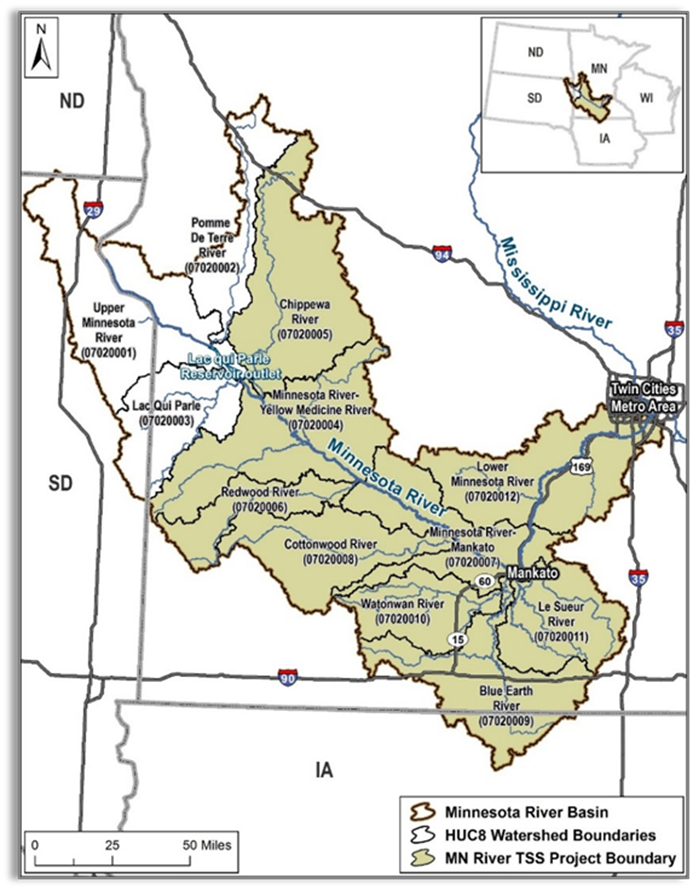 N
ND
MN
SD
WI
IA
ND
29
94
Pomme
De Terre
River
(07020002)
Mississippi River
35
Upper
Minnesota
River
(07020001)
Chippewa
River
(07020005)
Lac qui Parle
Reservoir outlet
Lac Qui Parle
(07020003)
Minnesota River-
Yellow Medicine River
(07020004)
Twin Cities
Metro Area
Minnesota River
169
Lower
Minnesota River
(07020012)
SD
Redwood River
(07020006)
Cottonwood River
(07020008)
Minnesota River-
Mankato
(07020007)
60
Mankato
35
Watonwan River
(07020010)
Le Sueur
River
(07020011)
15
90
Blue Earth
River
(07020009)
IA
Minnesota River Basin
HUC8 Watershed Boundaries
MN River TSS Project Boundary
0 25 50 Miles